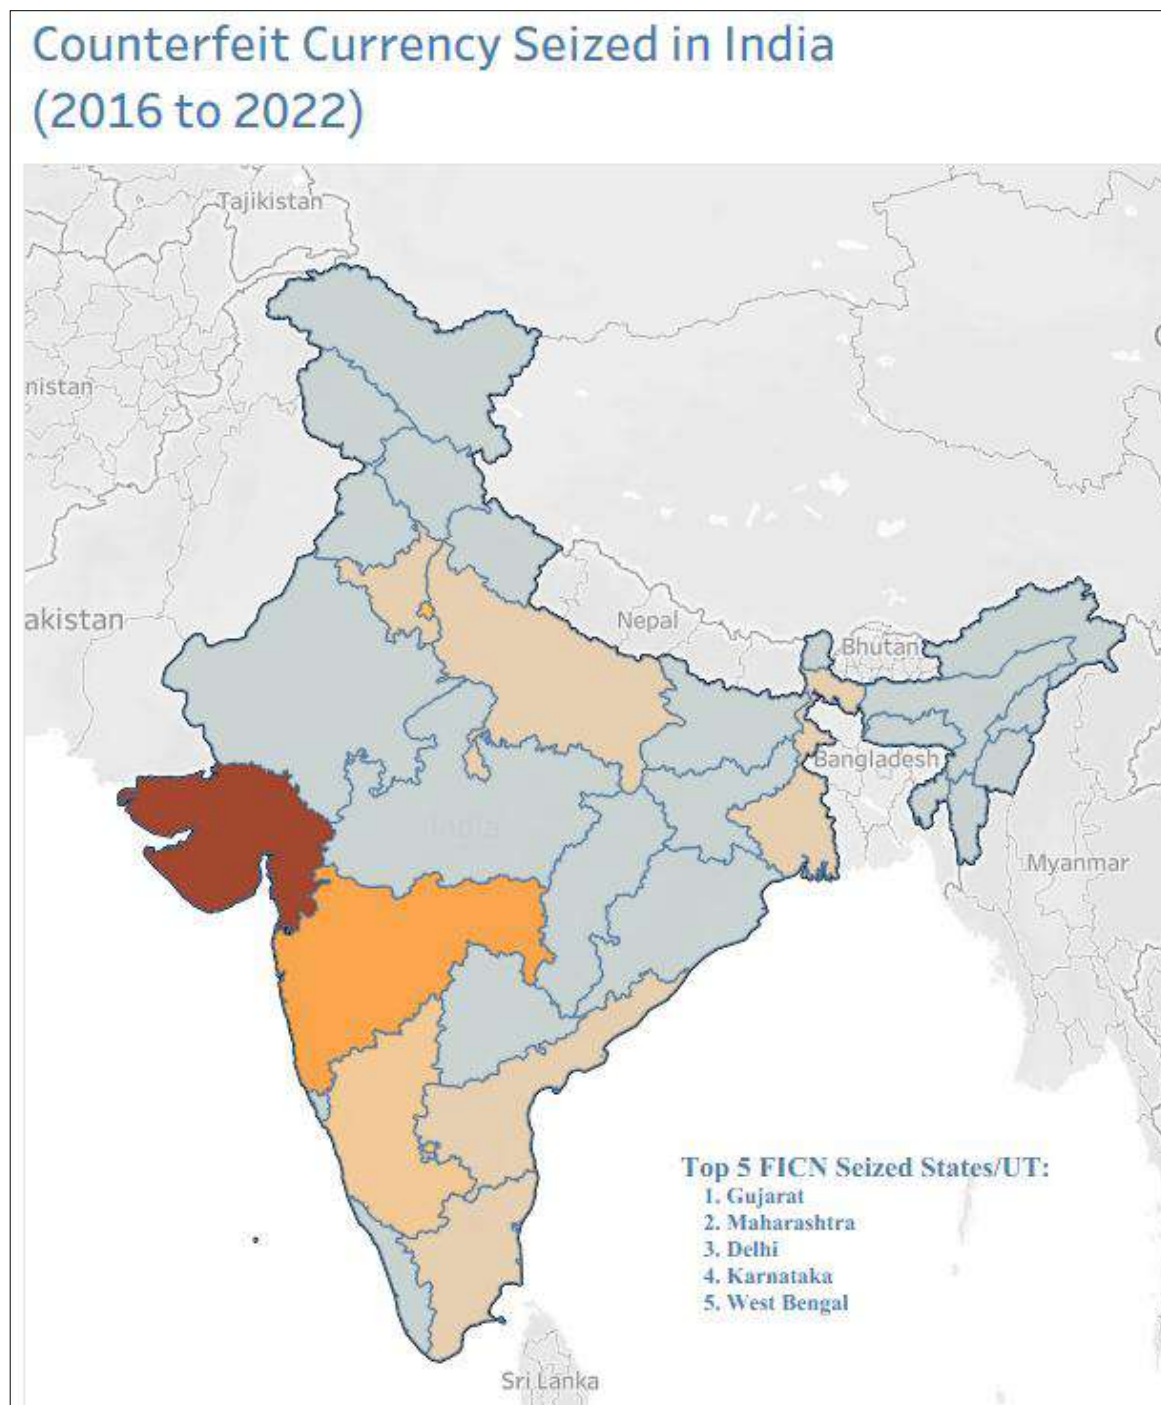 Counterfeit Currency Seized in India
(2016 to 2022)
Tajikistan
nistan
akistan
Nepal
Bhutan
Bangladesh
India
Myanmar
Top 5 FICN Seized States/UT:
1. Gujarat
2. Maharashtra
3. Delhi
4. Karnataka
5. West Bengal
Sri Lanka